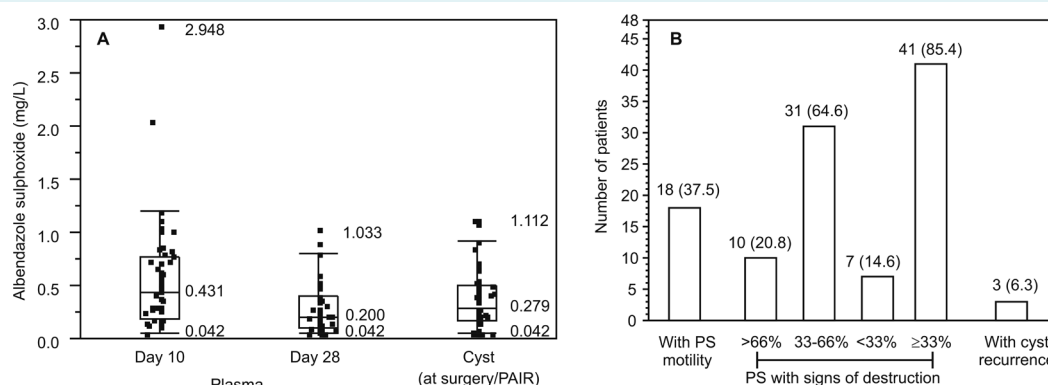 A
3.0
2.5
2.0
1.5
1.0
0.5
0.0
Albendazole sulphoxide (mg/L)
2.948
0.431
0.042
1.033
0.200
0.042
1.112
0.279
0.042
Day 10
Day 28
Cyst
Plasma
(at surgery/PAIR)
B
48
45
40
35
30
25
20
15
10
5
0
Number of patients
18 (37.5)
10 (20.8)
31 (64.6)
7 (14.6)
41 (85.4)
3 (6.3)
With PS
motility
>66%
33-66%
<33%
≥33%
With cyst
recurrence
PS with signs of destruction